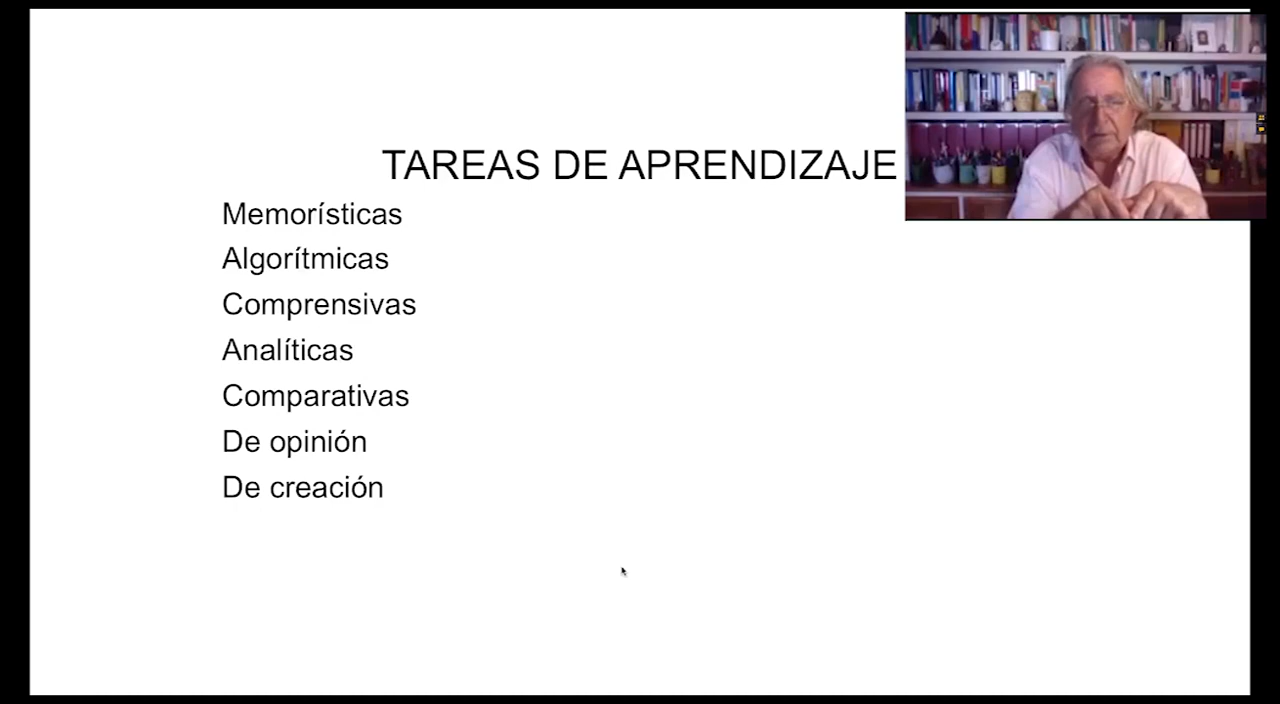 TAREAS DE APRENDIZAJE
Memorísticas
Algorítmicas
Comprensivas
Analíticas
Comparativas
De opinión
De creación